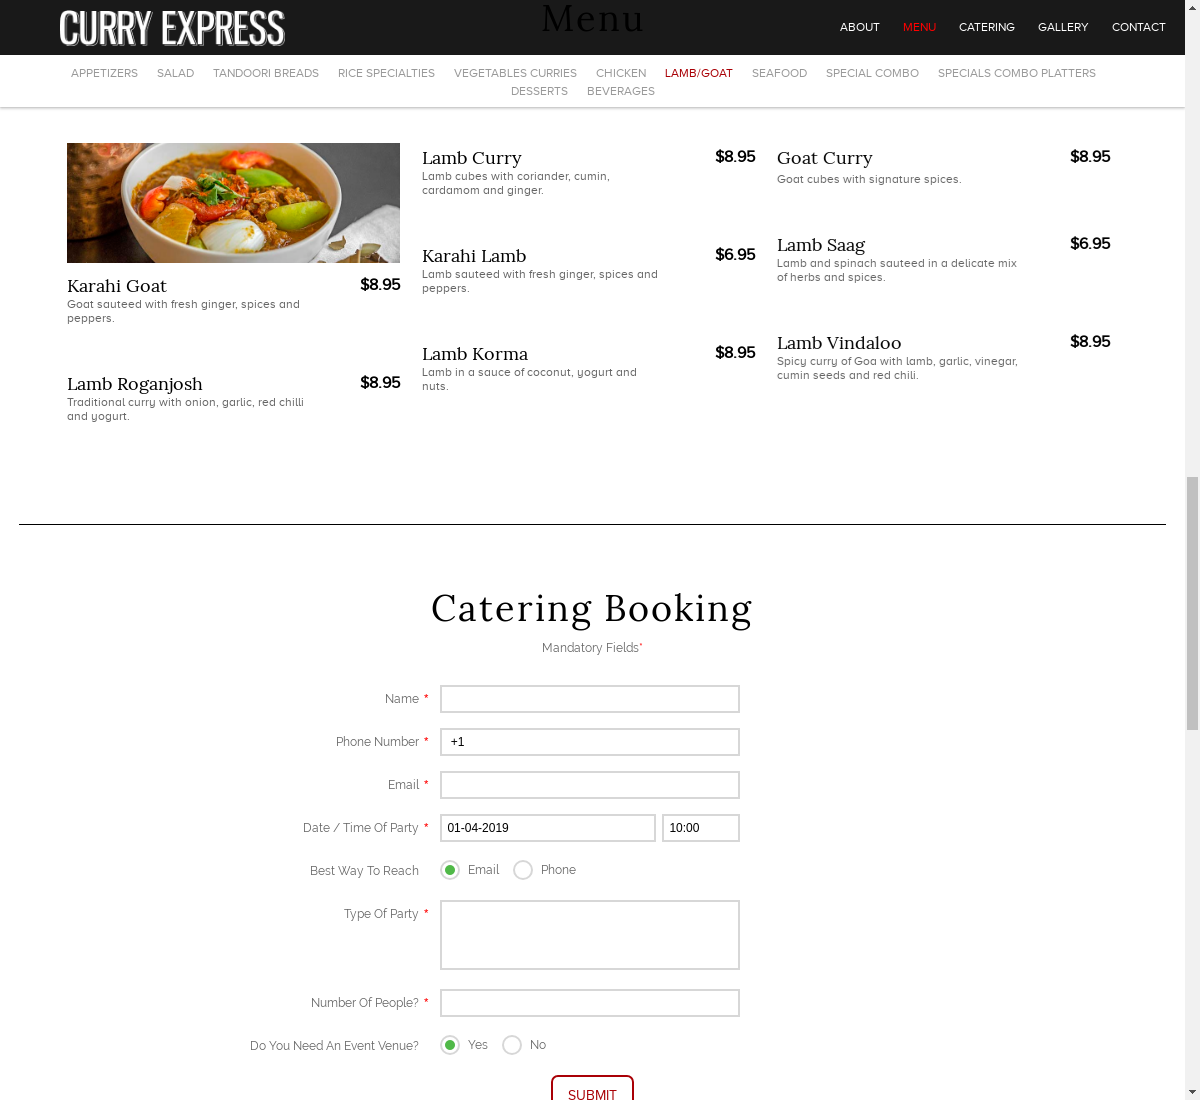 CURRY EXPRESS
Menu
ABOUT MENU CATERING GALLERY CONTACT
APPETIZERS SALAD TANDOORI BREADS RICE SPECIALTIES VEGETABLES CURRIES CHICKEN LAMB/GOAT SEAFOOD SPECIAL COMBO SPECIALS COMBO PLATTERS
DESSERTS BEVERAGES
Karahi Goat $8.95
Goat sauteed with fresh ginger, spices and
peppers.
Lamb Roganjosh $8.95
Traditional curry with onion, garlic, red chilli
and yogurt.
Lamb Curry $8.95
Lamb cubes with coriander, cumin,
cardamom and ginger.
Karahi Lamb $6.95
Lamb sauteed with fresh ginger, spices and
peppers.
Lamb Korma $8.95
Lamb in a sauce of coconut, yogurt and
nuts.
Goat Curry $8.95
Goat cubes with signature spices.
Lamb Saag $6.95
Lamb and spinach sauteed in a delicate mix
of herbs and spices.
Lamb Vindaloo $8.95
Spicy curry of Goa with lamb, garlic, vinegar,
cumin seeds and red chili.
Catering Booking
Mandatory Fields*
Name *
Phone Number * +1
Email *
Date / Time Of Party * 01-04-2019 10:00
Best Way To Reach Email Phone
Type Of Party *
Number Of People? *
Do You Need An Event Venue? Yes No
SUBMIT